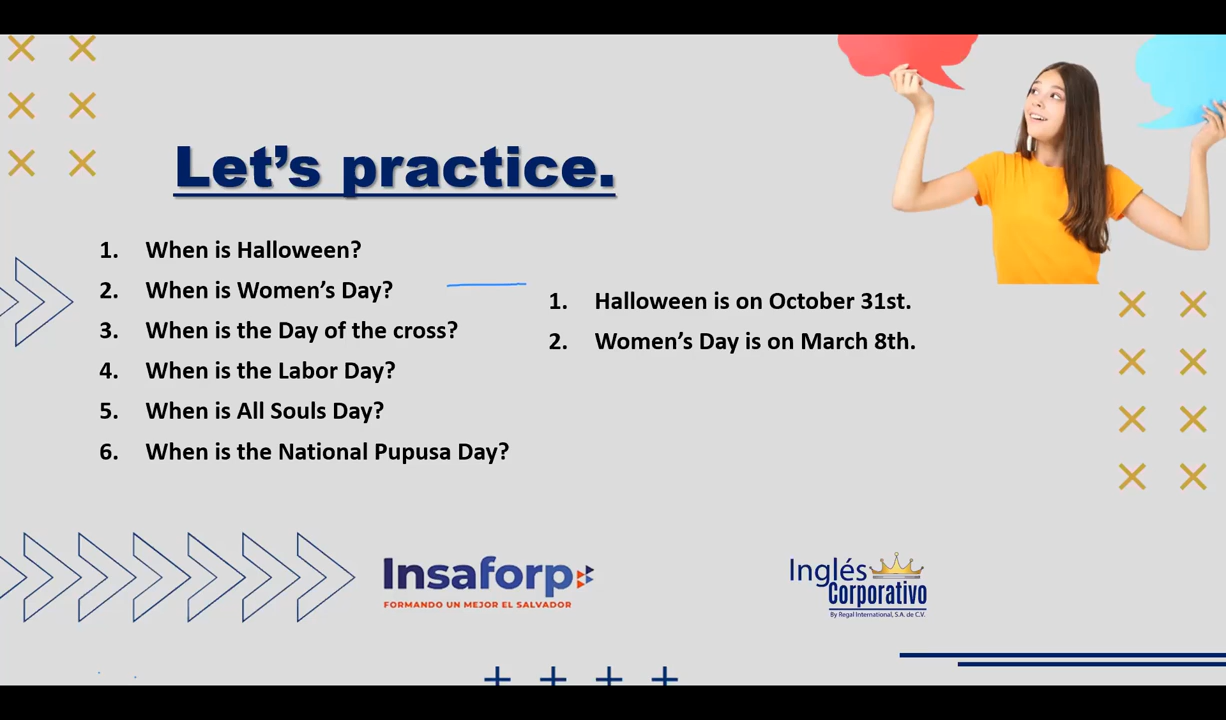 Let's practice.
1. When is Halloween?
2. When is Women's Day?
3. When is the Day of the cross?
4. When is the Labor Day?
5. When is All Souls Day?
6. When is the National Pupusa Day?
1. Halloween is on October 31st.
2. Women's Day is on March 8th.
Insaforp
FORMANDO UN MEJOR EL SALVADOR
Inglés
Corporativo
By Regal International, S.A. de C.V.